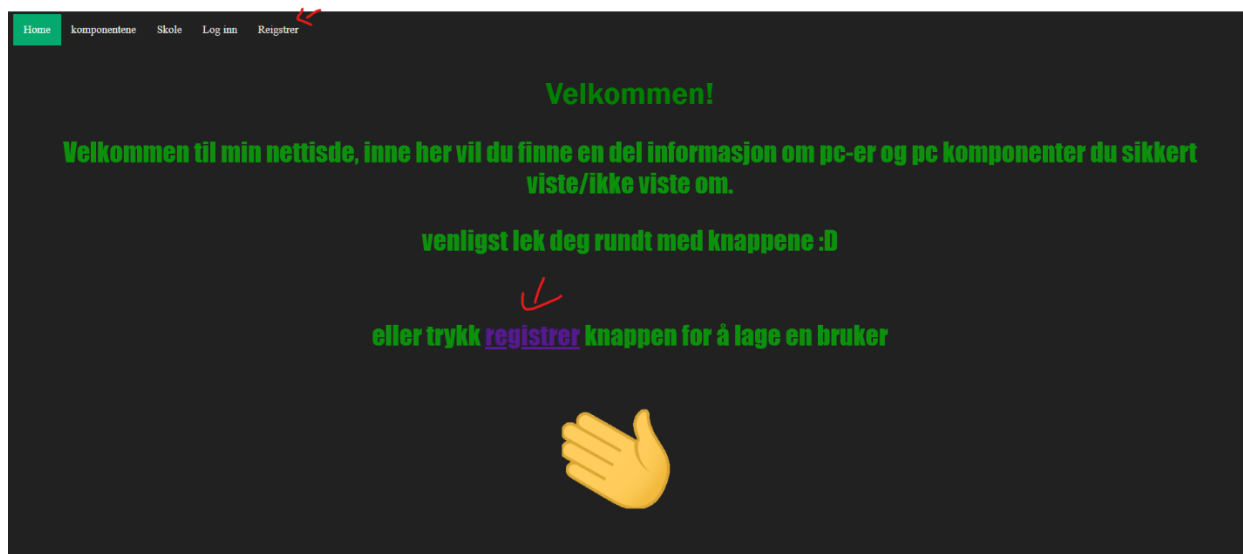 Home komponentene Skole Log inn Reigstrer
Velkommen!
Velkommen til min nettisde, inne her vil du finne en del informasjon om pc-er og pc komponenter du sikkert
viste/ikke viste om.
venligst lek deg rundt med knappene :D
eller trykk registrer knappen for å lage en bruker